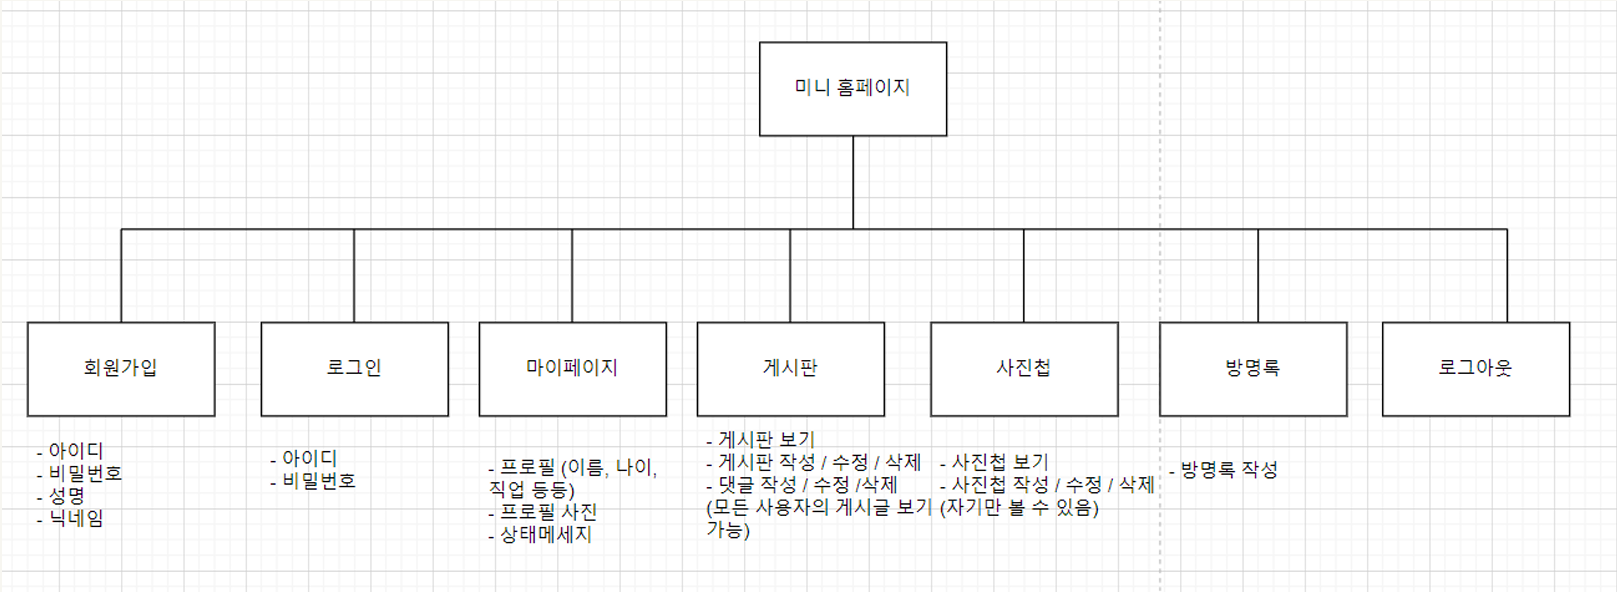 미니 홈페이지
회원가입
로그인
마이페이지
게시판
사진첩
방명록
로그아웃
- 아이디
- 비밀번호
- 성명
- 닉네임
- 아이디
- 비밀번호
- 프로필 (이름, 나이,
직업 등등)
- 프로필 사진
- 상태메세지
- 게시판 보기
- 게시판 작성 / 수정 / 삭제
- 댓글 작성 / 수정 /삭제
(모든 사용자의 게시글 보기
가능)
- 사진첩 보기
- 사진첩 작성 / 수정 / 삭제
(자기만 볼 수 있음)
- 방명록 작성